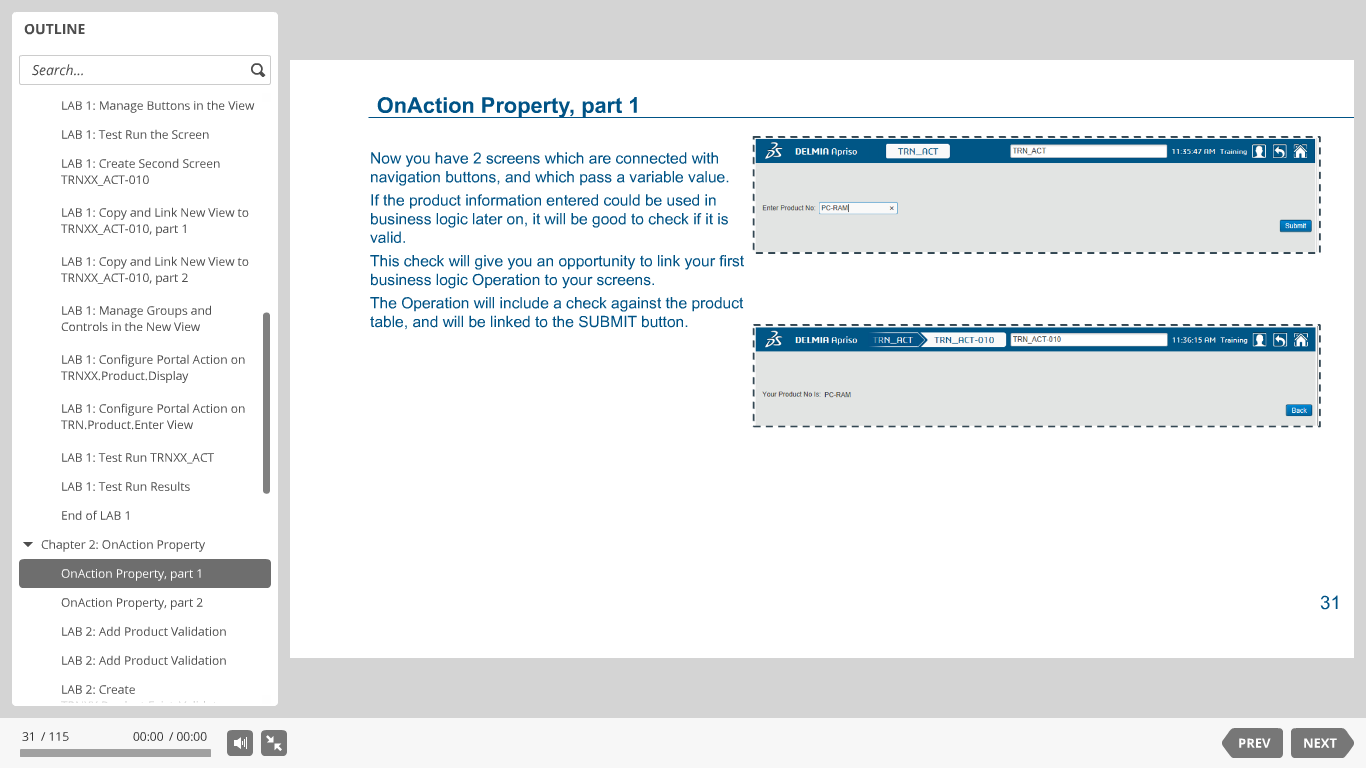 OUTLINE
Search...
LAB 1: Manage Buttons in the View
LAB 1: Test Run the Screen
LAB 1: Create Second Screen
TRNXX_ACT-010
LAB 1: Copy and Link New View to
TRNXX_ACT-010, part 1
LAB 1: Copy and Link New View to
TRNXX_ACT-010, part 2
LAB 1: Manage Groups and
Controls in the New View
LAB 1: Configure Portal Action on
TRNXX.Product.Display
LAB 1: Configure Portal Action on
TRN.Product.Enter View
LAB 1: Test Run TRNXX_ACT
LAB 1: Test Run Results
End of LAB 1
Chapter 2: OnAction Property
OnAction Property, part 1
OnAction Property, part 2
LAB 2: Add Product Validation
LAB 2: Add Product Validation
LAB 2: Create
OnAction Property, part 1
Now you have 2 screens which are connected with
navigation buttons, and which pass a variable value.
If the product information entered could be used in
business logic later on, it will be good to check if it is
valid.
This check will give you an opportunity to link your first
business logic Operation to your screens.
The Operation will include a check against the product
table, and will be linked to the SUBMIT button.
DELMIA Apriso TRN_ACT TRN_ACT 11:35:47 AM Training
Enter Product No: PC-RAM ×
Submit
DELMIA Apriso TRN_ACT TRN_ACT-010 TRN_ACT-010 11:36:15 AM Training
Your Product No Is: PC-RAM
Back
31
31 / 115 00:00 / 00:00
PREV NEXT